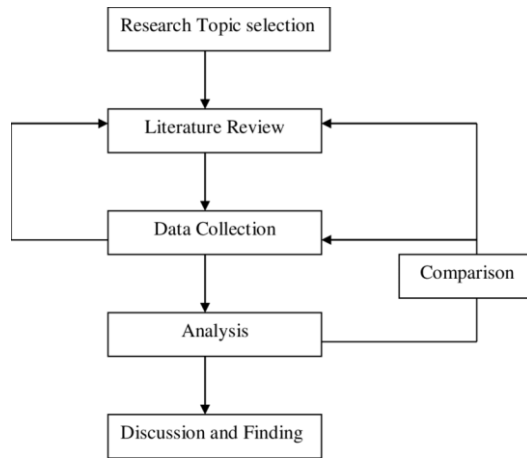 Research Topic selection
Literature Review
Data Collection
Comparison
Analysis
Discussion and Finding